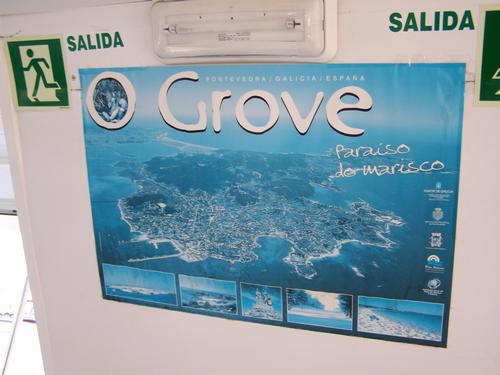 SALIDA
SALIDA
PONTEVEDRA / GALICIA / ESPAÑA
O Grove
Paraíso
do marisco